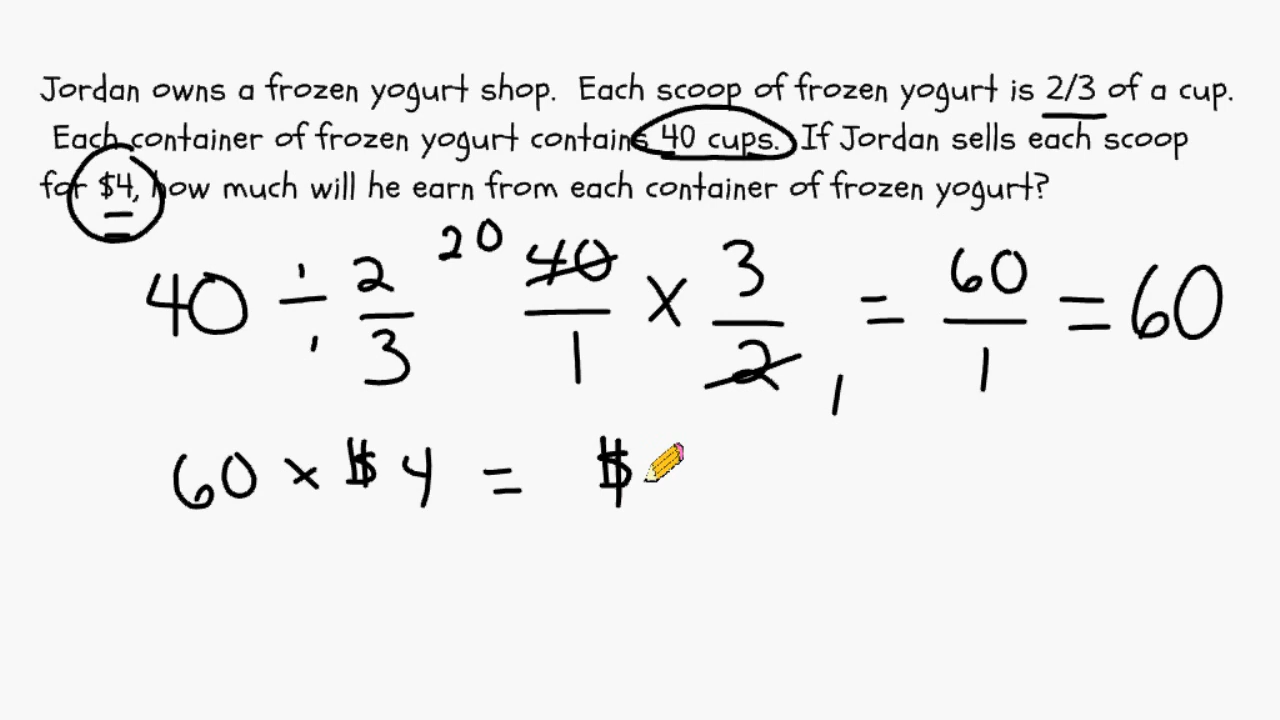 Jordan owns a frozen yogurt shop. Each scoop of frozen yogurt is 2/3 of a cup.
Each container of frozen yogurt contains 40 cups. If Jordan sells each scoop
for $4, how much will he earn from each container of frozen yogurt?
40 ÷ 2/3 20 40/1 × 3/2 1 = 60/1 = 60
60 × $4 = $